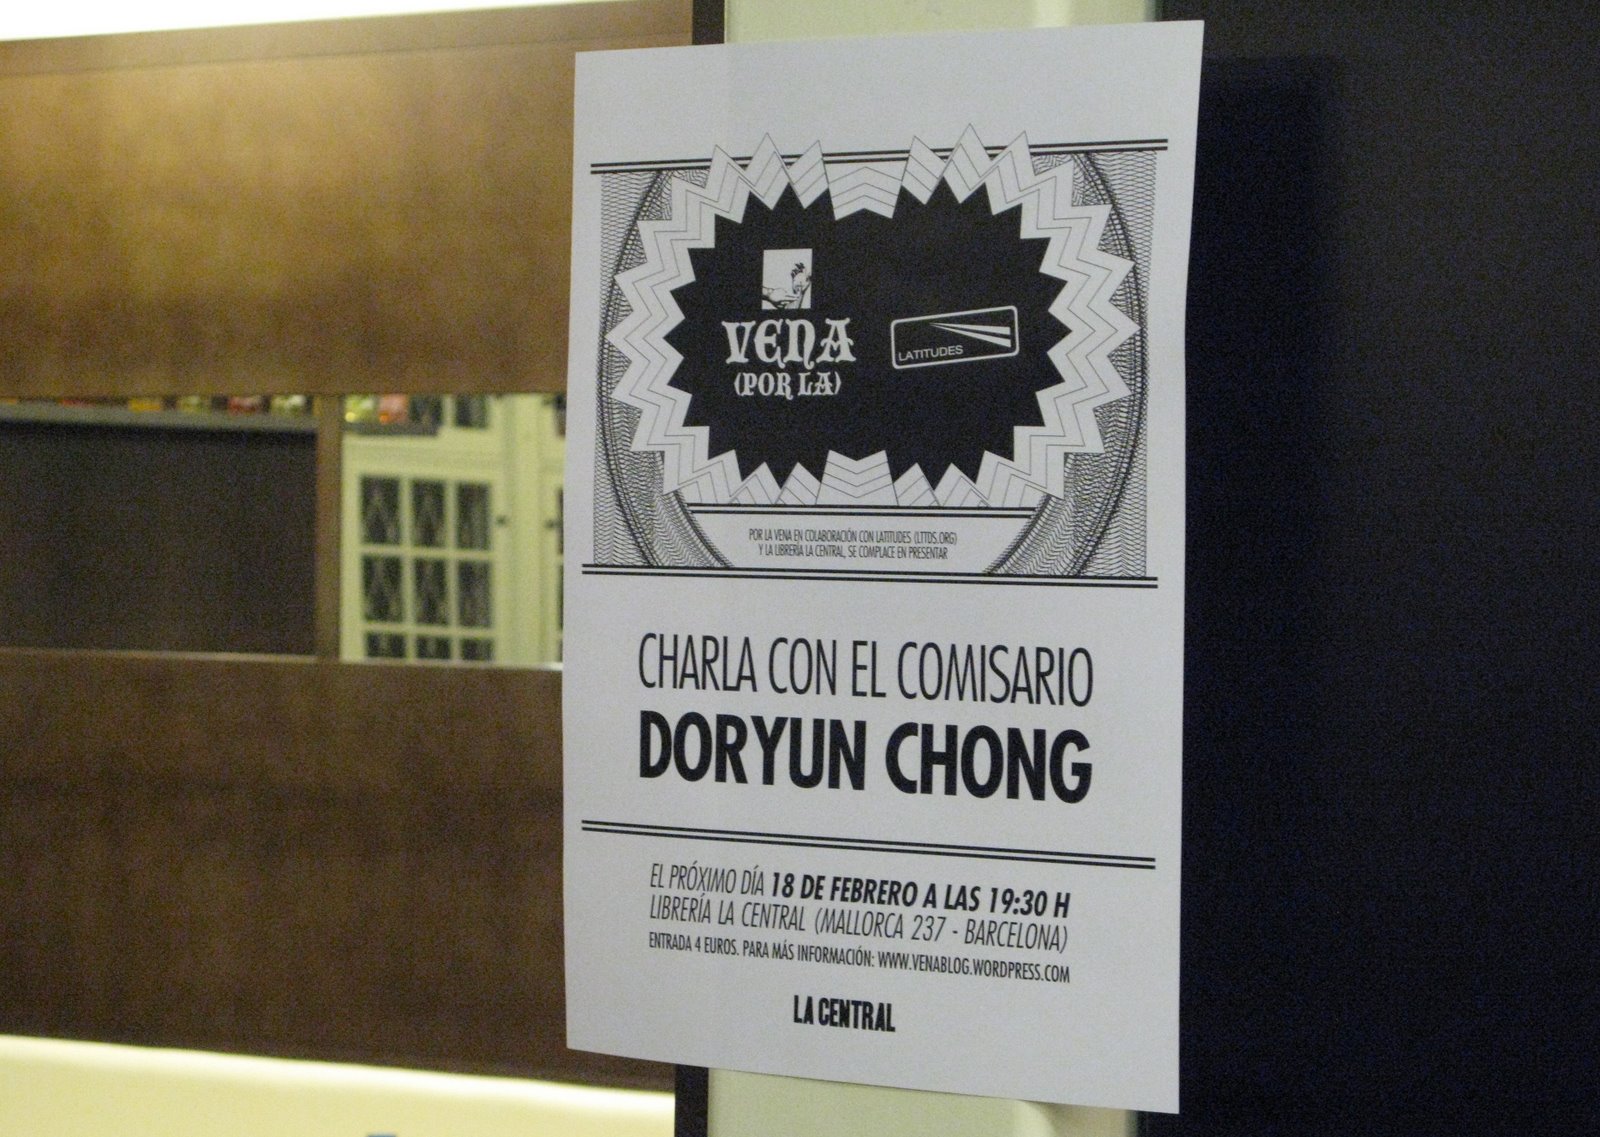 VENA
(POR LA)
LATITUDES
POR LA VENA EN COLABORACIÓN CON LATITUDES (LTTDS.ORG)
Y LA LIBRERÍA LA CENTRAL, SE COMPLACE EN PRESENTAR
CHARLA CON EL COMISARIO
DORYUN CHONG
EL PRÓXIMO DÍA 18 DE FEBRERO A LAS 19:30 H
LIBRERÍA LA CENTRAL (MALLORCA 237 - BARCELONA)
ENTRADA 4 EUROS. PARA MÁS INFORMACIÓN: WWW.VENABLOG.WORDPRESS.COM
LA CENTRAL